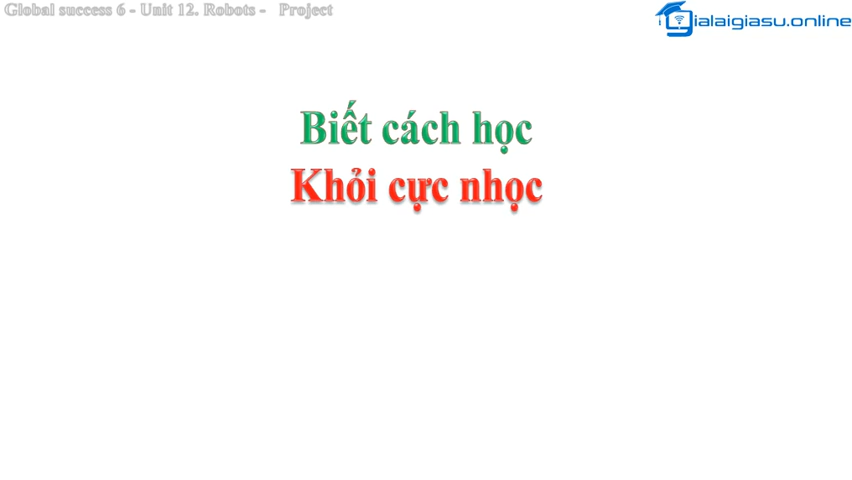 Global success 6 - Unit 12. Robots - Project
Gialaigiasu.online
Biết cách học
Khỏi cực nhọc